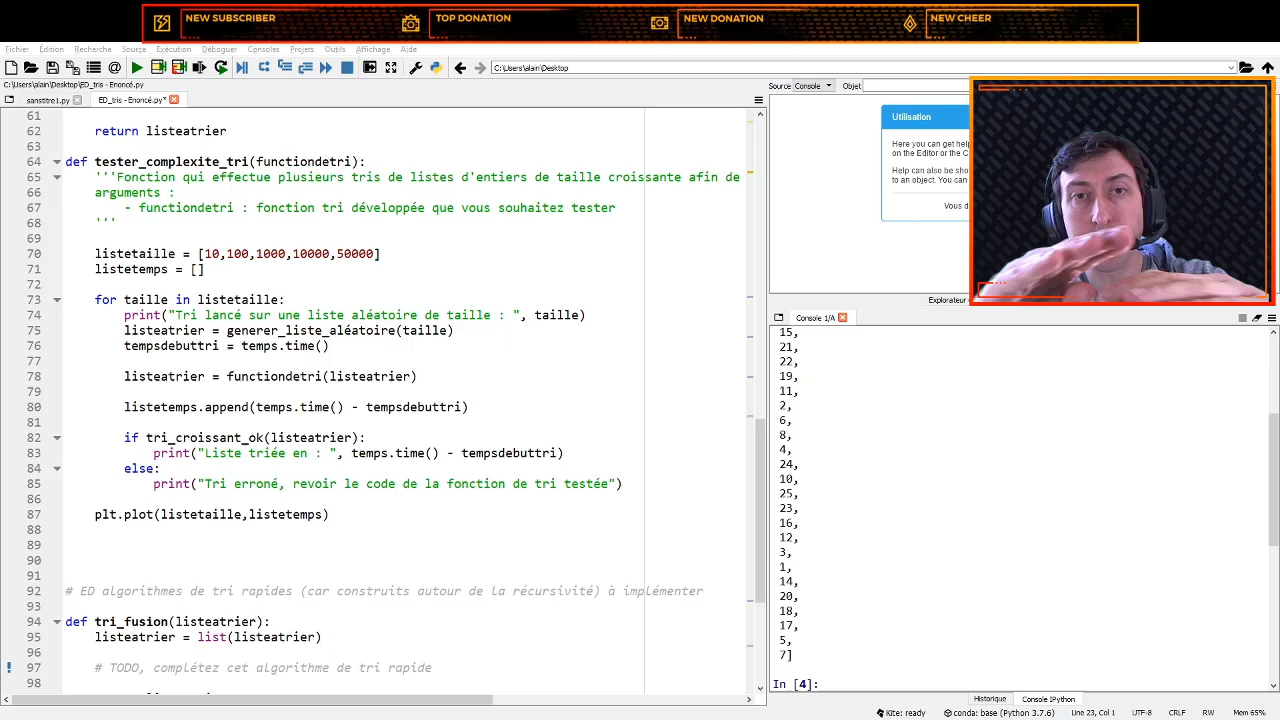 NEW SUBSCRIBER
TOP DONATION
NEW DONATION
NEW CHEER
Fichier Édition Recherche Source Exécution Déboguer Consoles Projets Outils Affichage Aide
C:\Users\alain\Desktop
C:\Users\alain\Desktop\ED_tris - Enoncé.py
sanstitre1.py
ED_tris - Enoncé.py*
61
62 return listeatrier
63
64 def tester_complexite_tri(functiondetri):
65 '''Fonction qui effectue plusieurs tris de listes d'entiers de taille croissante afin de
66 arguments :
67 - functiondetri : fonction tri développée que vous souhaitez tester
68 '''
69
70 listetaille = [10,100,1000,10000,50000]
71 listetemps = []
72
73 for taille in listetaille:
74 print("Tri lancé sur une liste aléatoire de taille : ", taille)
75 listeatrier = generer_liste_aléatoire(taille)
76 tempsdebuttri = temps.time()
77
78 listeatrier = functiondetri(listeatrier)
79
80 listetemps.append(temps.time() - tempsdebuttri)
81
82 if tri_croissant_ok(listeatrier):
83 print("Liste triée en : ", temps.time() - tempsdebuttri)
84 else:
85 print("Tri erroné, revoir le code de la fonction de tri testée")
86
87 plt.plot(listetaille,listetemps)
88
89
90
91
92 # ED algorithmes de tri rapides (car construits autour de la récursivité) à implémenter
93
94 def tri_fusion(listeatrier):
95 listeatrier = list(listeatrier)
96
97 # TODO, complétez cet algorithme de tri rapide
98
Source Console Objet
Utilisation
Here you can get help
on the Editor or the C
Help can also be sho
to an object. You can
Vous d
Explorateur
Console 1/A
15,
21,
22,
19,
11,
2,
6,
8,
4,
24,
10,
25,
23,
16,
12,
3,
1,
14,
20,
18,
17,
5,
7]
In [4]:
Historique Console IPython
Kite: ready conda: base (Python 3.7.6) Line 23, Col 1 UTF-8 CRLF RW Mem 65%